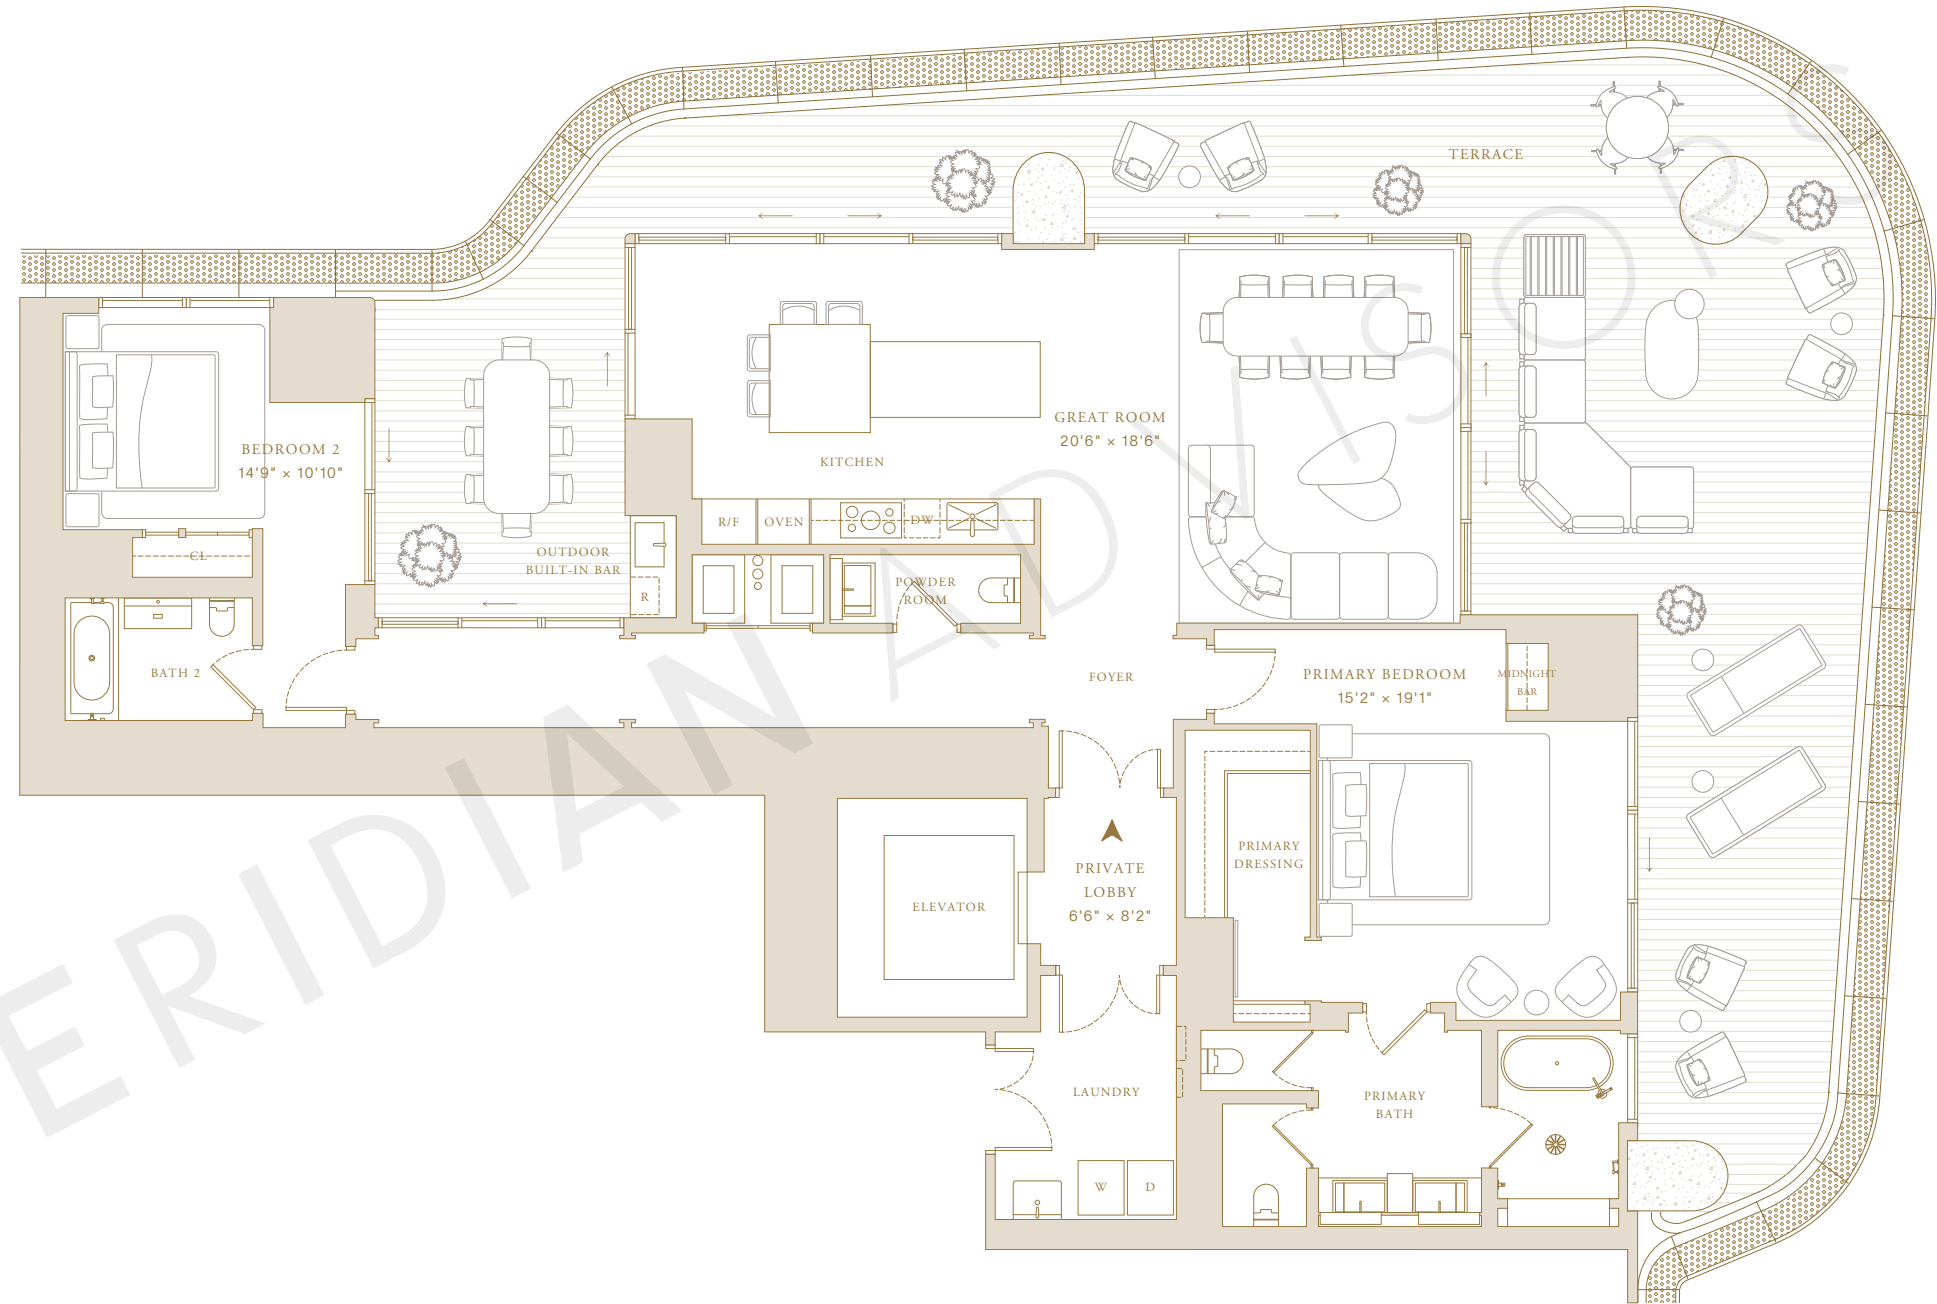 TERRACE
BEDROOM 2
14'9" × 10'10"
GREAT ROOM
20'6" × 18'6"
KITCHEN
R/F
OVEN
DW
CL
OUTDOOR
BUILT-IN BAR
R
POWDER
ROOM
BATH 2
FOYER
PRIMARY BEDROOM
15'2" × 19'1"
MIDNIGHT
BAR
PRIMARY
DRESSING
PRIVATE
LOBBY
6'6" × 8'2"
ELEVATOR
LAUNDRY
PRIMARY
BATH
W
D
ERIDIAN ADVISORS